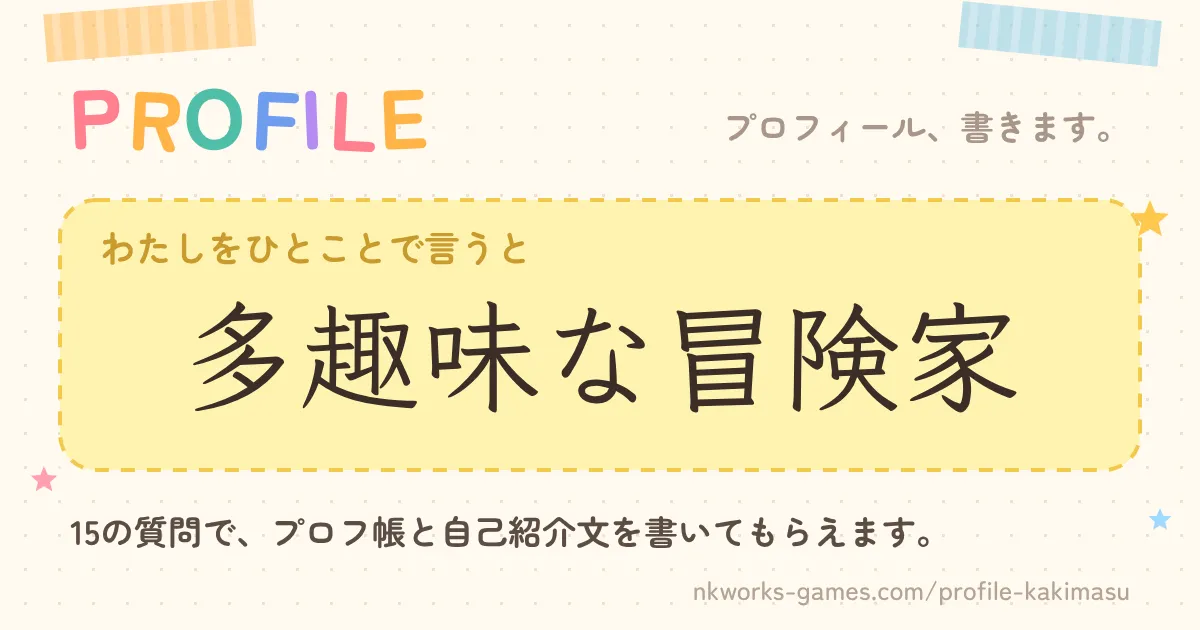 PROFILE
プロフィール、書きます。
わたしをひとことで言うと
多趣味な冒険家
15の質問で、プロフ帳と自己紹介文を書いてもらえます。
nkworks-games.com/profile-kakimasu